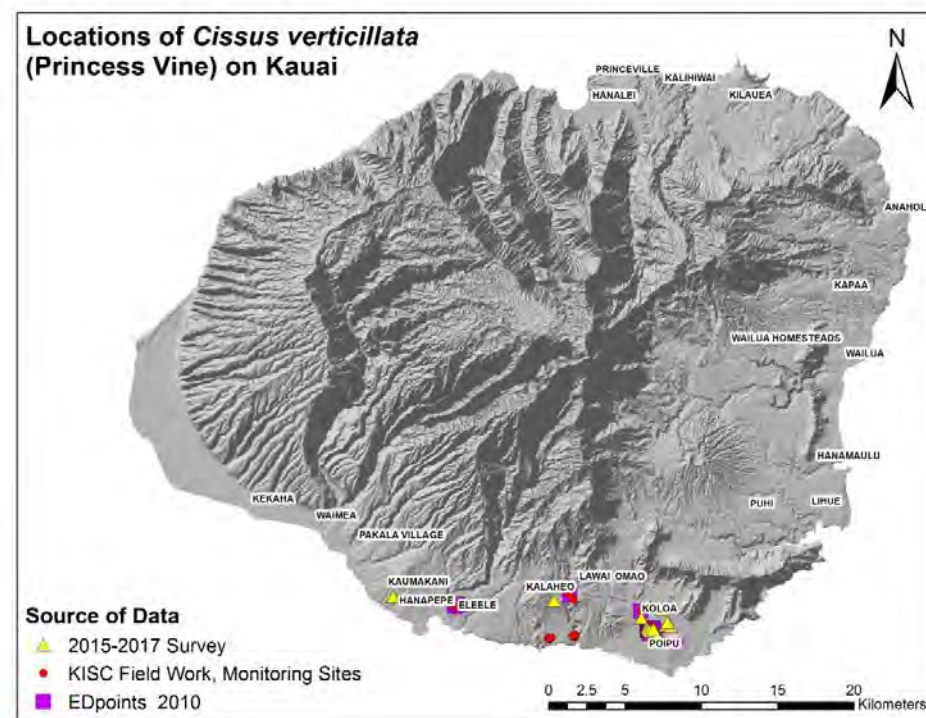 Locations of Cissus verticillata
(Princess Vine) on Kauai
N
PRINCEVILLE
KALIHIWAI
HANALEI
KILAUEA
ANAHOL
KAPAA
WAILUA HOMESTEADS
WAILUA
HANAMAULU
KEKAHA
PUHI
LIHUE
WAIMEA
PAKALA VILLAGE
KAUMAKANI
KALAHEO
LAWAI
OMAO
HANAPEPE
ELEELE
KOLOA
POIPU
Source of Data
2015-2017 Survey
KISC Field Work, Monitoring Sites
EDpoints 2010
0 2.5 5 10 15 20
Kilometers